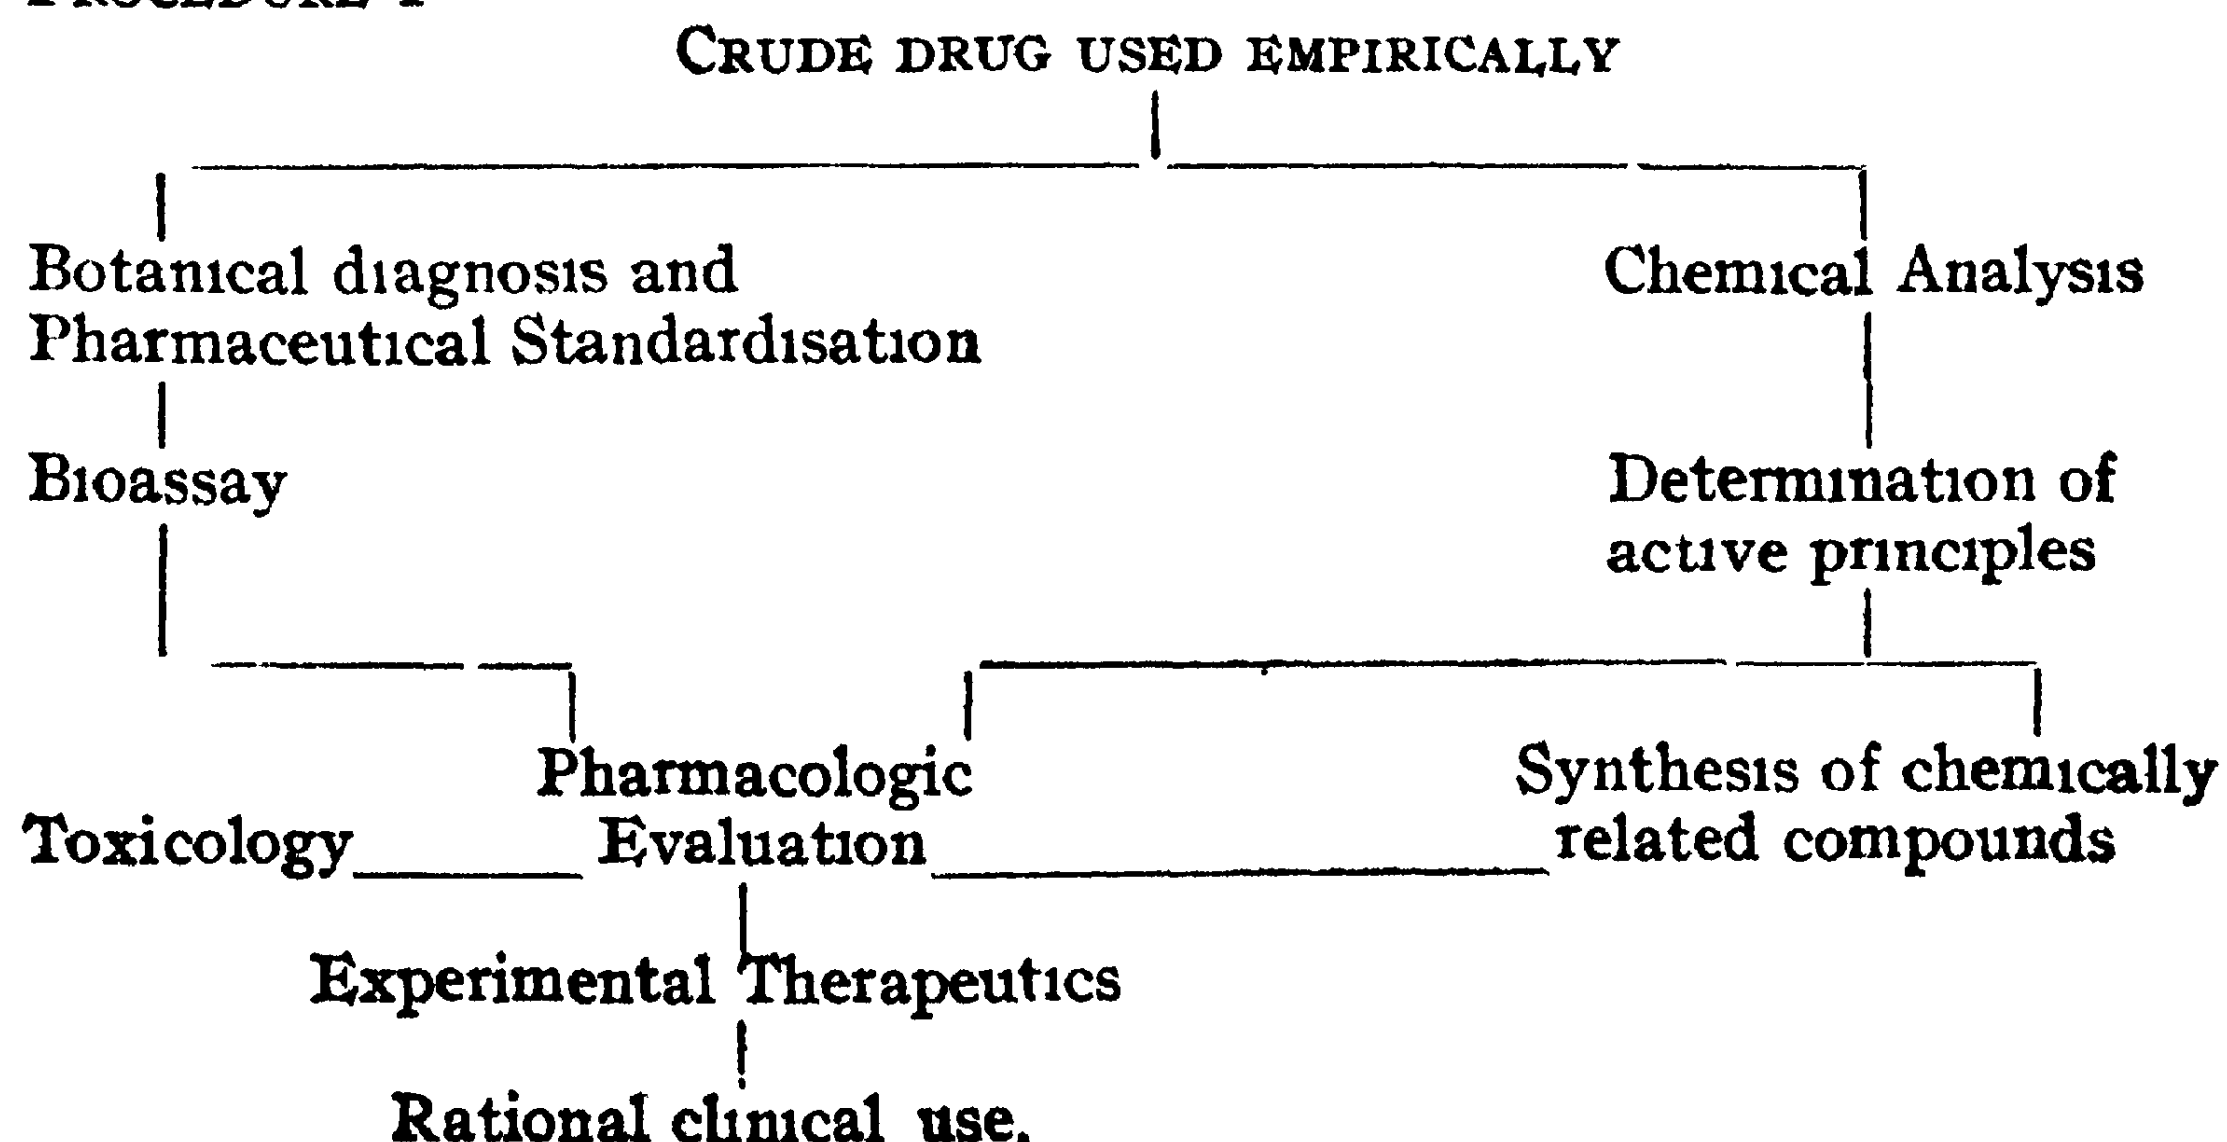 CRUDE DRUG USED EMPIRICALLY
Botanical diagnosis and
Pharmaceutical Standardisation
Chemical Analysis
Bioassay
Determination of
active principles
Pharmacologic
Evaluation
Synthesis of chemically
related compounds
Toxicology
Experimental Therapeutics
Rational clinical use.